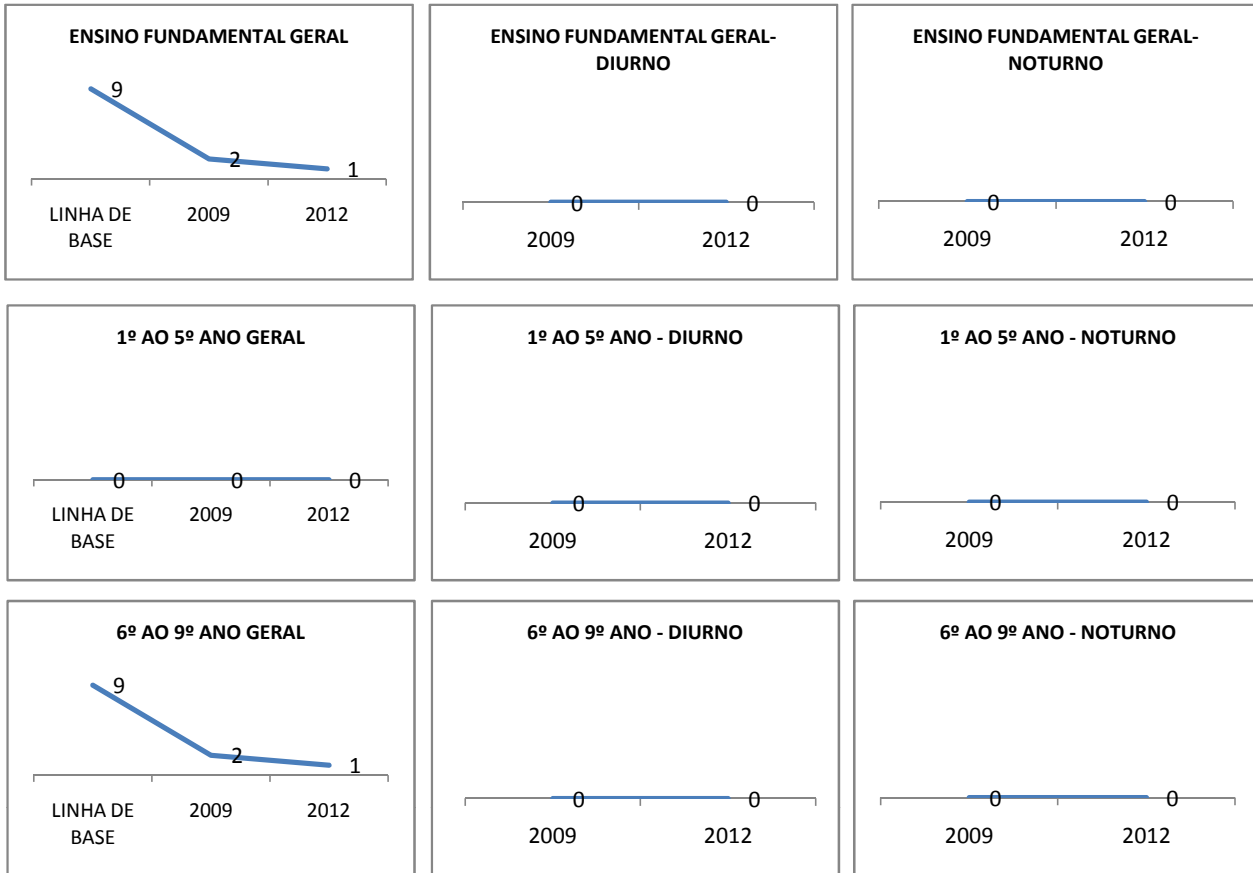 ENSINO FUNDAMENTAL GERAL
9
2
1
LINHA DE
BASE
2009
2012
ENSINO FUNDAMENTAL GERAL-
DIURNO
0
0
2009
2012
ENSINO FUNDAMENTAL GERAL-
NOTURNO
0
0
2009
2012
1º AO 5º ANO GERAL
0
0
0
LINHA DE
BASE
2009
2012
1º AO 5º ANO - DIURNO
0
0
2009
2012
1º AO 5º ANO - NOTURNO
0
0
2009
2012
6º AO 9º ANO GERAL
9
2
1
LINHA DE
BASE
2009
2012
6º AO 9º ANO - DIURNO
0
0
2009
2012
6º AO 9º ANO - NOTURNO
0
0
2009
2012